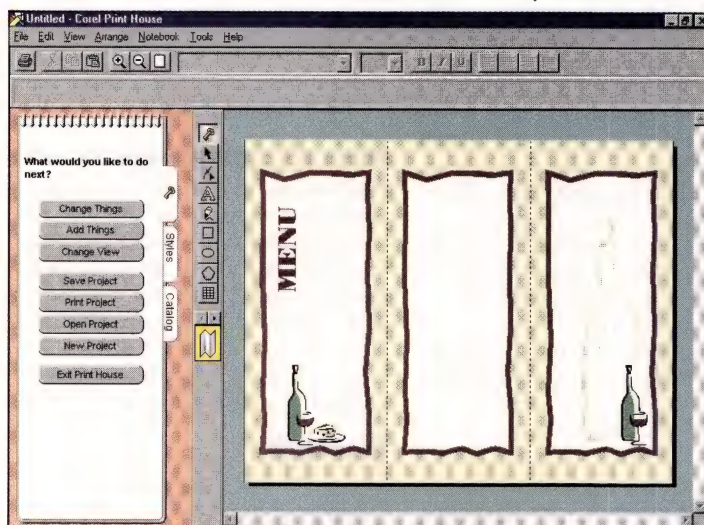 Untitled - Corel Print House
File Edit View Arrange Notebook Tools Help
B I U
What would you like to do
next?
Change Things
Add Things
Change View
Save Project
Print Project
Open Project
New Project
Exit Print House
Styles
Catalog
A
MENU